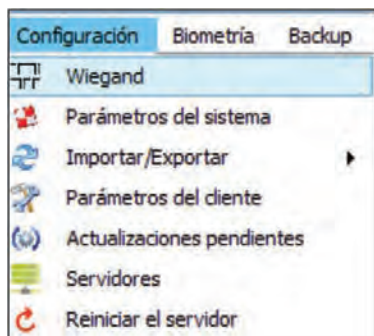 Configuración Biometría Backup
Wiegand
Parámetros del sistema
Importar/Exportar
Parámetros del cliente
Actualizaciones pendientes
Servidores
Reiniciar el servidor